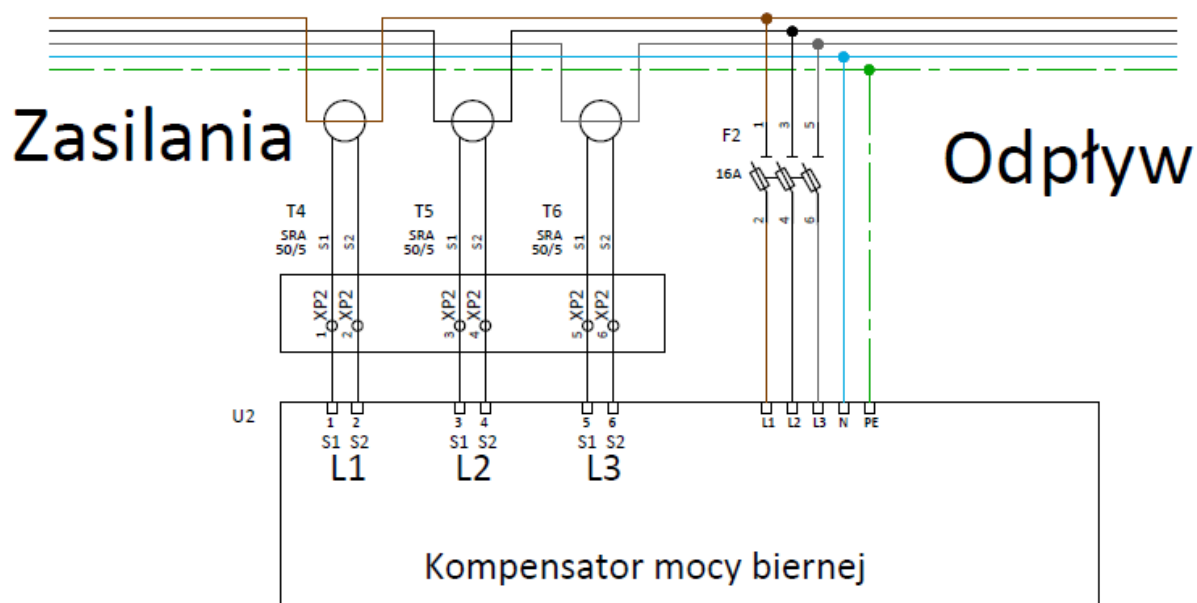 Zasilania
Odpływ
F2
1
3
5
16A
2
4
6
T4
SRA
50/5
S1
S2
T5
SRA
50/5
S1
S2
T6
SRA
50/5
S1
S2
XP2
XP2
XP2
XP2
XP2
XP2
1
2
3
4
5
6
U2
1 2
3 4
5 6
L1 L2 L3 N PE
S1 S2
S1 S2
S1 S2
L1
L2
L3
Kompensator mocy biernej